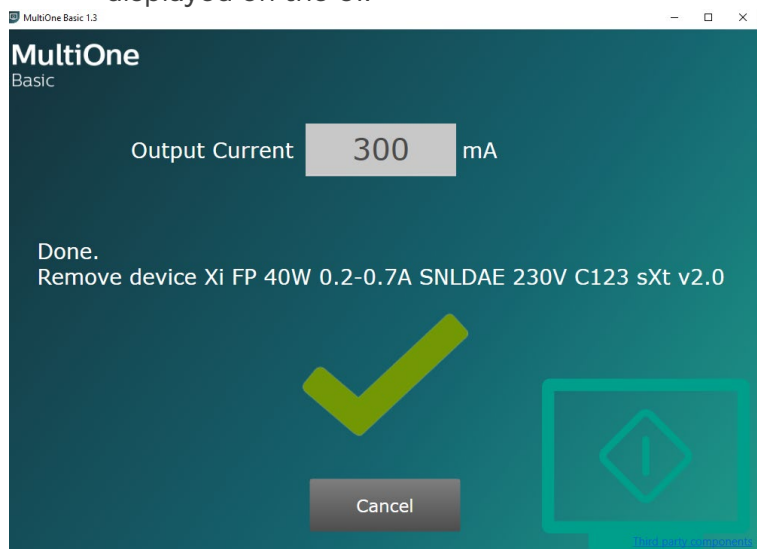 MultiOne Basic 1.3
MultiOne
Basic
Output Current 300 mA
Done.
Remove device Xi FP 40W 0.2-0.7A SNLDAE 230V C123 sXt v2.0
Cancel
Third party components